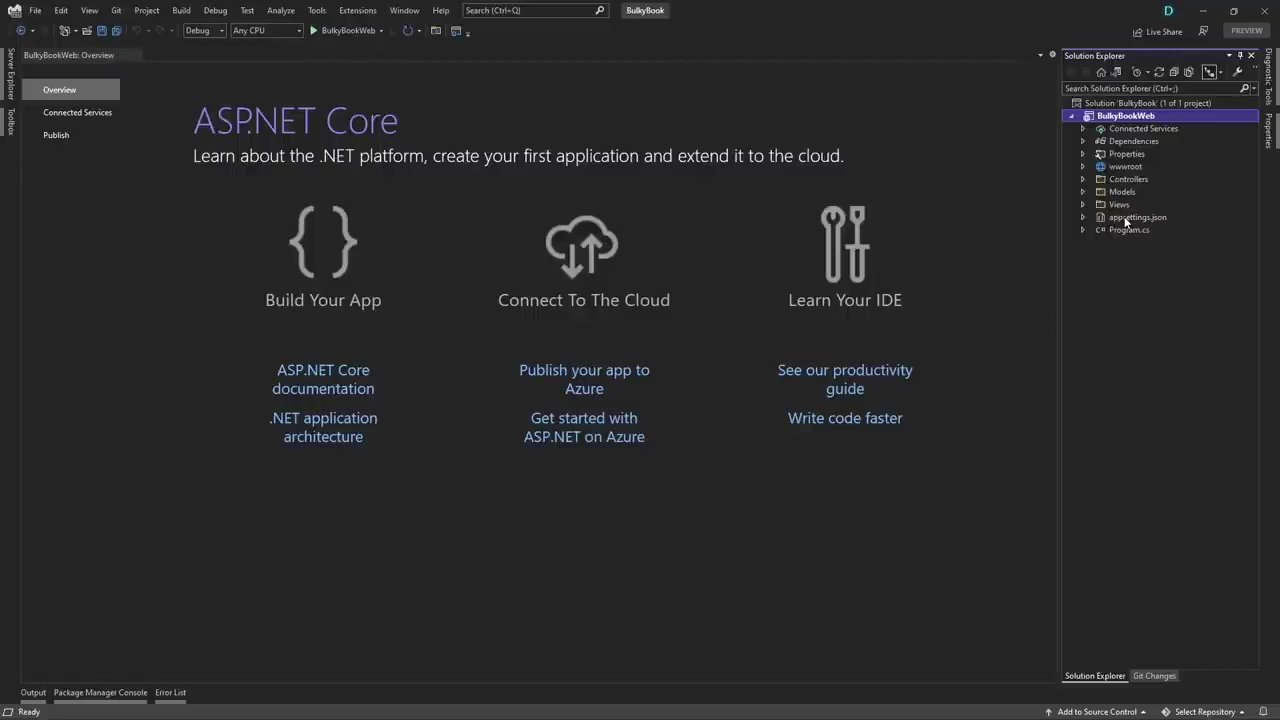 File Edit View Git Project Build Debug Test Analyze Tools Extensions Window Help Search (Ctrl+Q) BulkyBook D
Debug Any CPU BulkyBookWeb Live Share PREVIEW
Server Explorer
Toolbox
BulkyBookWeb: Overview
Overview
Connected Services
Publish
ASP.NET Core
Learn about the .NET platform, create your first application and extend it to the cloud.
Build Your App
ASP.NET Core
documentation
.NET application
architecture
Connect To The Cloud
Publish your app to
Azure
Get started with
ASP.NET on Azure
Learn Your IDE
See our productivity
guide
Write code faster
Solution Explorer
Search Solution Explorer (Ctrl+;)
Solution 'BulkyBook' (1 of 1 project)
BulkyBookWeb
Connected Services
Dependencies
Properties
wwwroot
Controllers
Models
Views
appsettings.json
C# Program.cs
Solution Explorer Git Changes
Diagnostic Tools
Properties
Output Package Manager Console Error List
Ready Add to Source Control Select Repository